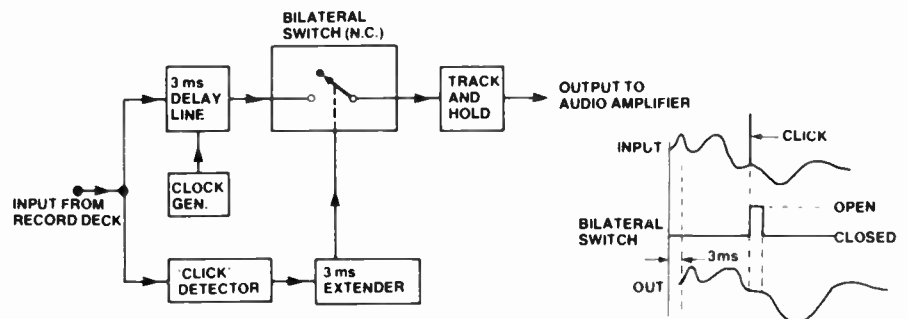 BILATERAL
SWITCH (N.C.)
3 ms
DELAY
LINE
TRACK
AND
HOLD
OUTPUT TO
AUDIO AMPLIFIER
CLOCK
GEN.
INPUT FROM
RECORD DECK
'CLICK'
DETECTOR
3 ms
EXTENDER
INPUT
CLICK
BILATERAL
SWITCH
OPEN
CLOSED
3ms
OUT